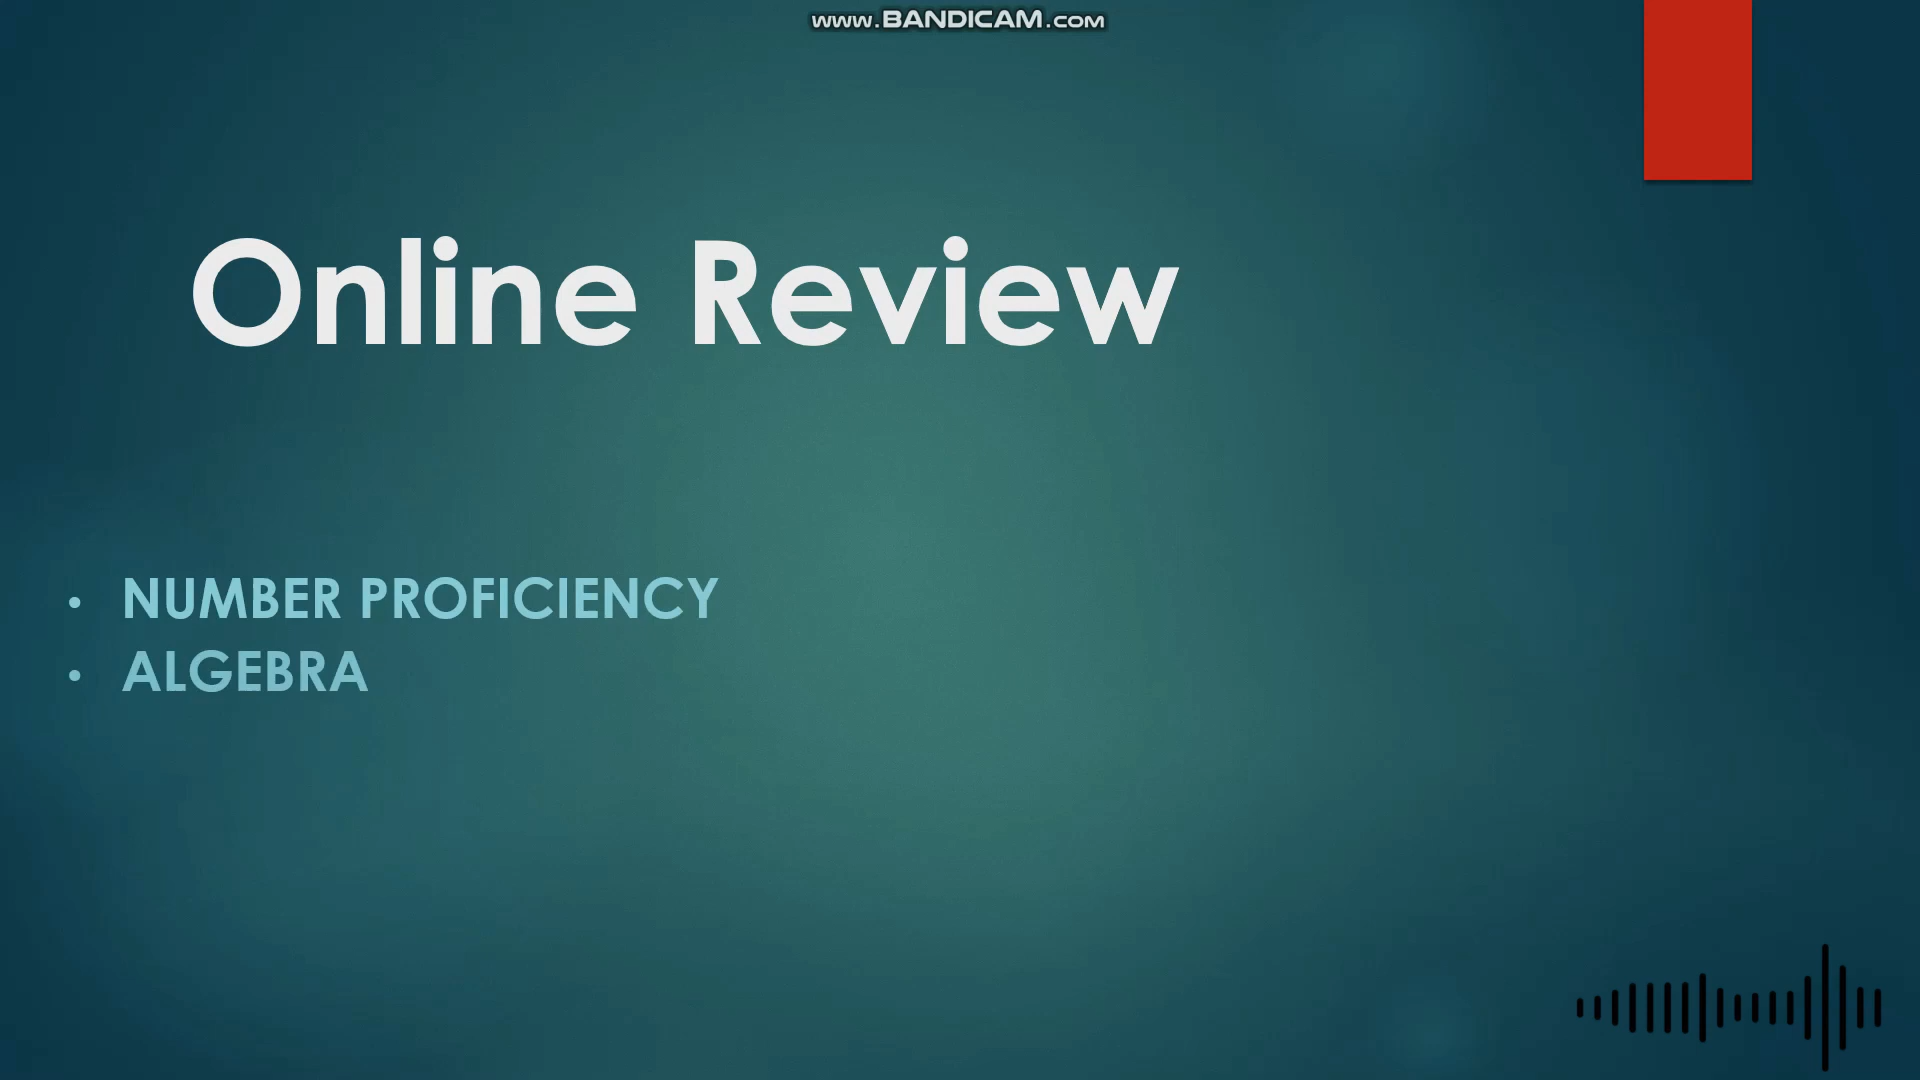 www.BANDICAM.com
Online Review
• NUMBER PROFICIENCY
• ALGEBRA